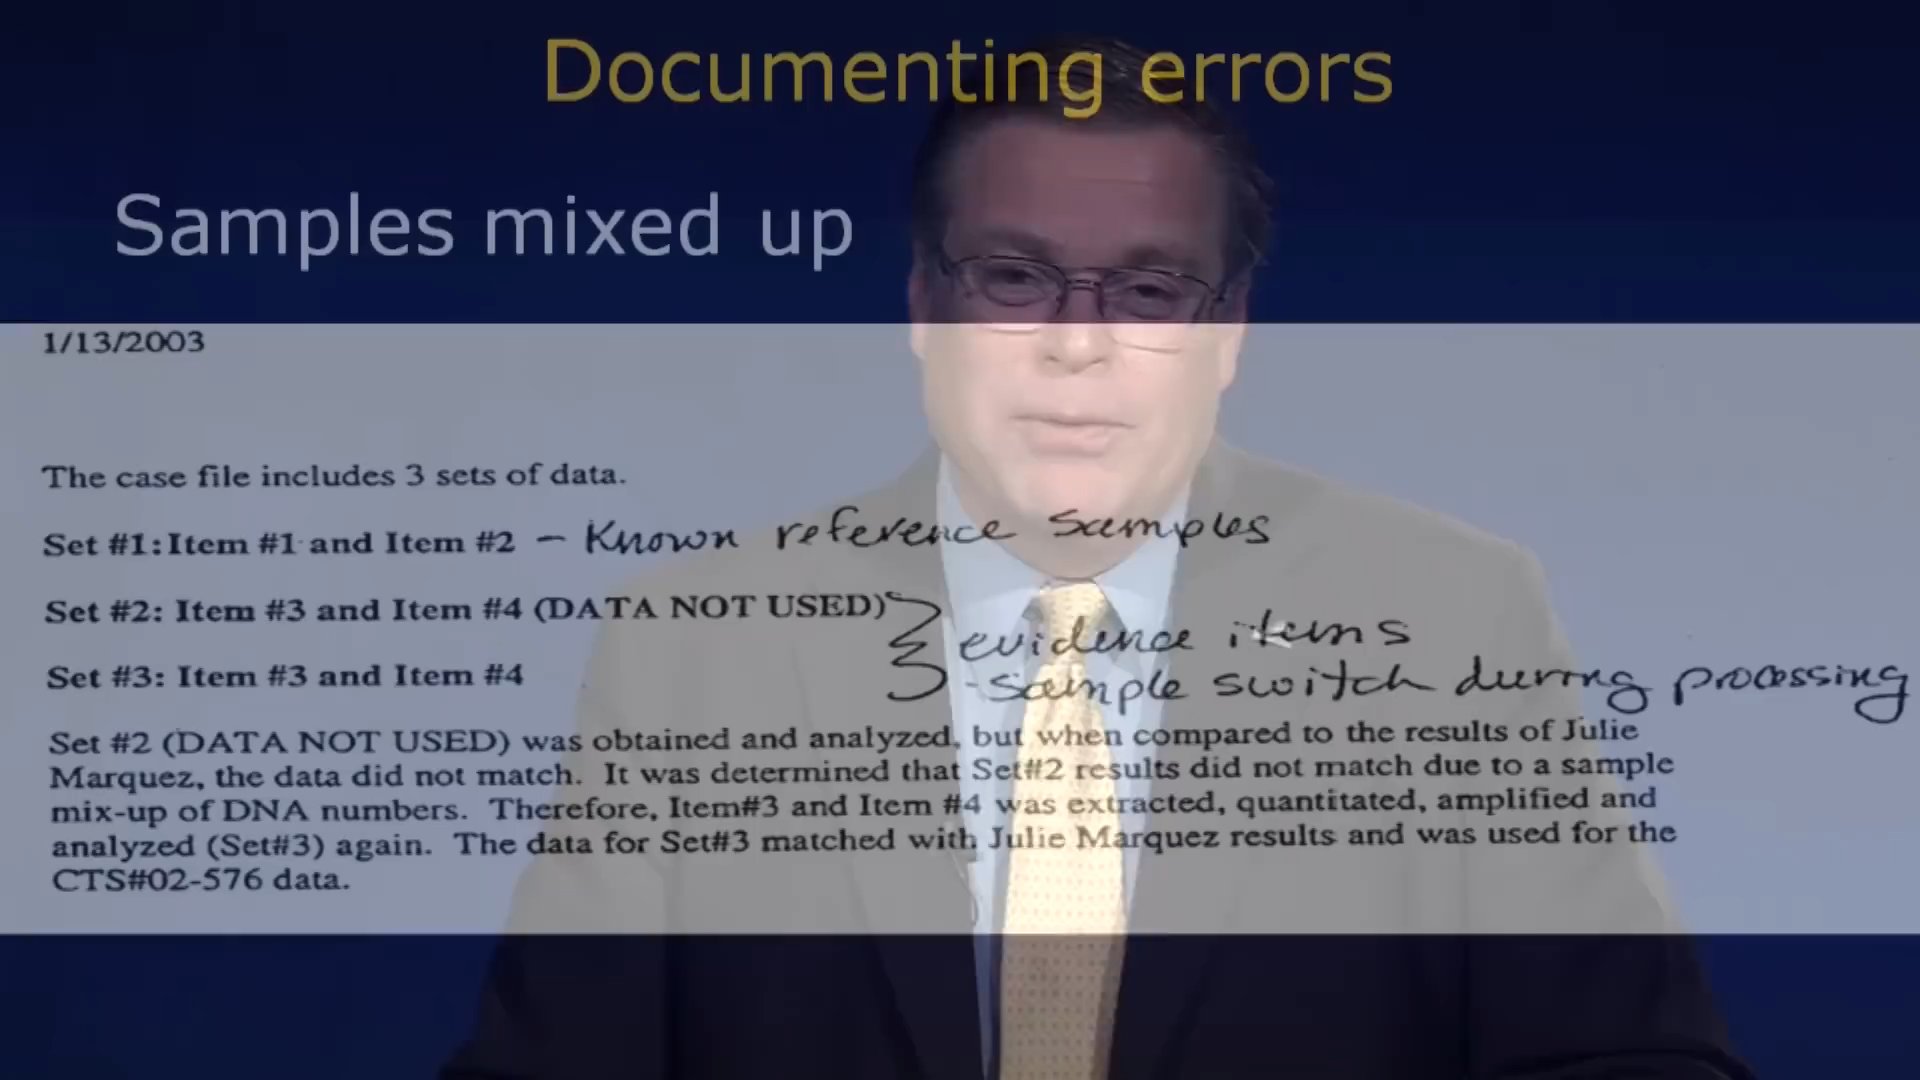 Documenting errors
Samples mixed up
1/13/2003
The case file includes 3 sets of data.
Set #1: Item #1 and Item #2 – Known reference samples
Set #2: Item #3 and Item #4 (DATA NOT USED)
evidence items
Set #3: Item #3 and Item #4
- sample switch during processing
Set #2 (DATA NOT USED) was obtained and analyzed, but when compared to the results of Julie
Marquez, the data did not match. It was determined that Set#2 results did not match due to a sample
mix-up of DNA numbers. Therefore, Item#3 and Item #4 was extracted, quantitated, amplified and
analyzed (Set#3) again. The data for Set#3 matched with Julie Marquez results and was used for the
CTS#02-576 data.